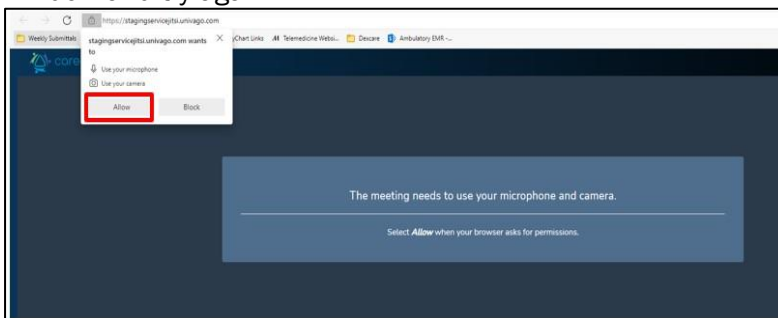 https://stagingservicejitsi.univago.com
Weekly Submittals
Chart Links
Telemedicine Websi...
Dexcare
Ambulatory EMR -...
stagingservicejitsi.univago.com wants
to
Use your microphone
Use your camera
Allow
Block
The meeting needs to use your microphone and camera.
Select Allow when your browser asks for permissions.